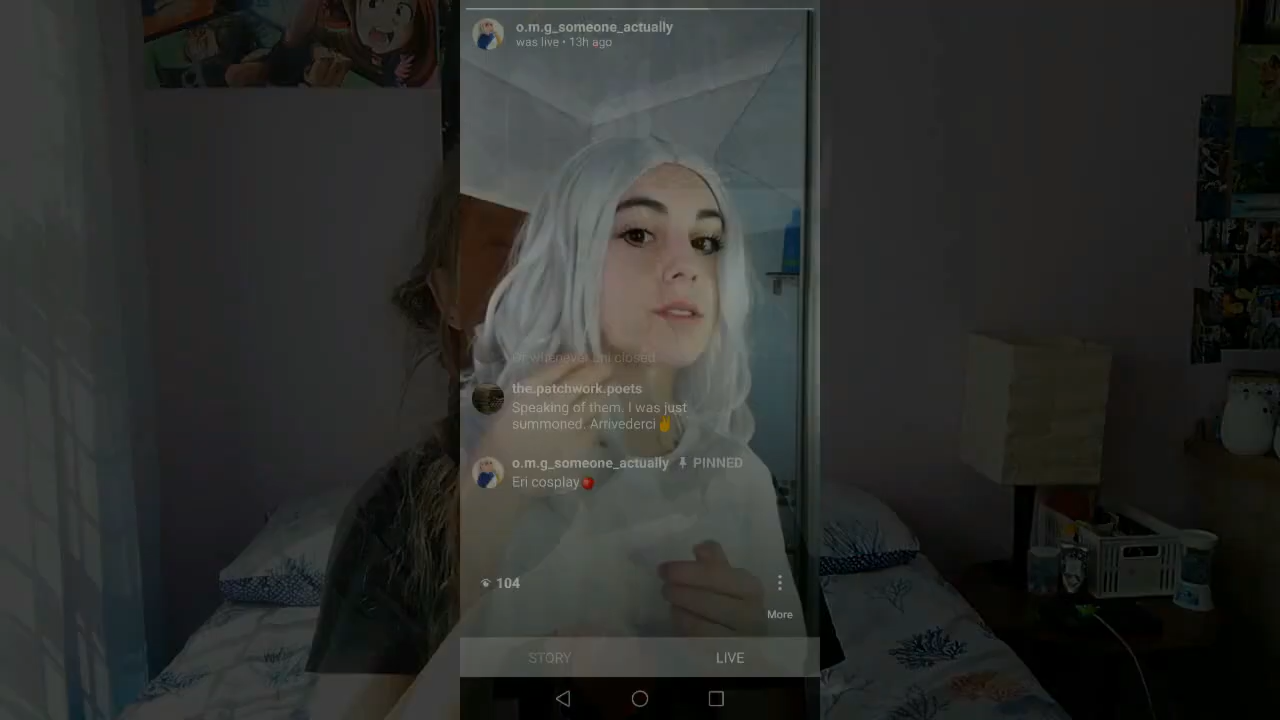 o.m.g_someone_actually
was live • 13h ago
closed
the.patchwork.poets
Speaking of them. I was just
summoned. Arrivederci✌
o.m.g_someone_actually PINNED
Eri cosplay🍎
104
More
STORY
LIVE